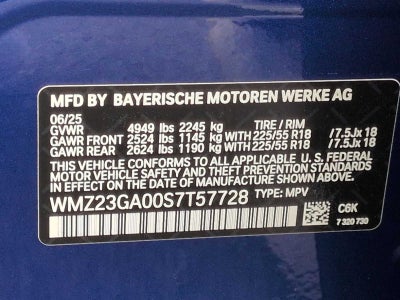 MFD BY BAYERISCHE MOTOREN WERKE AG
06/25
GVWR 4949 lbs 2245 kg TIRE / RIM
GAWR FRONT 2524 lbs 1145 kg WITH 225/55 R18 /7.5Jx 18
GAWR REAR 2624 lbs 1190 kg WITH 225/55 R18 /7.5Jx 18
THIS VEHICLE CONFORMS TO ALL APPLICABLE U. S. FEDERAL
MOTOR VEHICLE SAFETY AND THEFT PREVENTION STANDARDS
IN EFFECT ON THE DATE OF MANUFACTURE SHOWN ABOVE.
WMZ23GA00S7T57728 TYPE: MPV
C6K
7 320 730